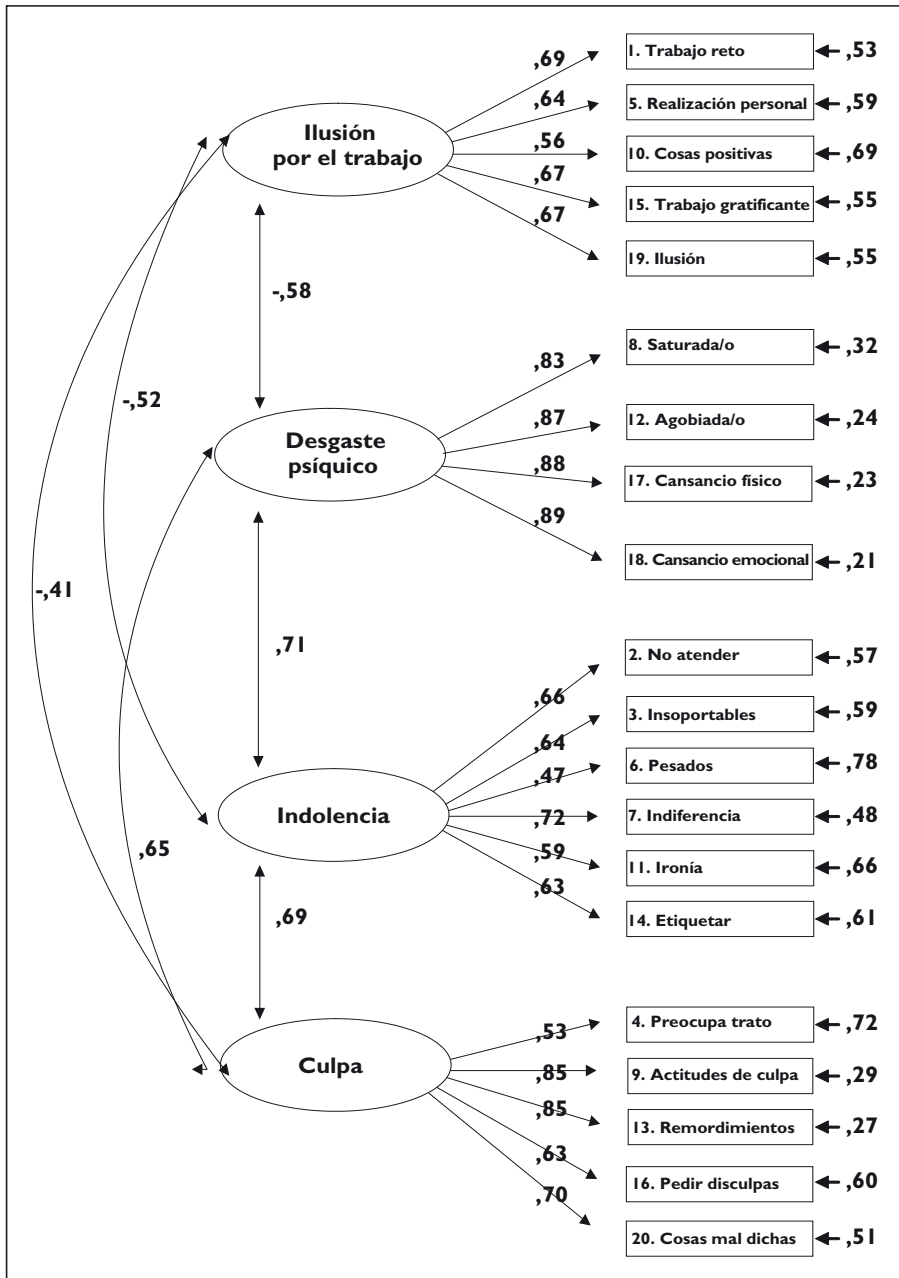 ,69
1. Trabajo reto
,53
,64
5. Realización personal
,59
Ilusión
por el trabajo
,56
10. Cosas positivas
,69
,67
15. Trabajo gratificante
,55
,67
19. Ilusión
,55
-,58
-,52
-,41
,83
8. Saturada/o
,32
Desgaste
psíquico
,87
12. Agobiada/o
,24
,88
17. Cansancio físico
,23
,89
18. Cansancio emocional
,21
,71
,65
,66
2. No atender
,57
,64
3. Insoportables
,59
,47
6. Pesados
,78
Indolencia
,72
7. Indiferencia
,48
,59
11. Ironía
,66
,63
14. Etiquetar
,61
,69
,53
4. Preocupa trato
,72
Culpa
,85
9. Actitudes de culpa
,29
,85
13. Remordimientos
,27
,63
16. Pedir disculpas
,60
,70
20. Cosas mal dichas
,51